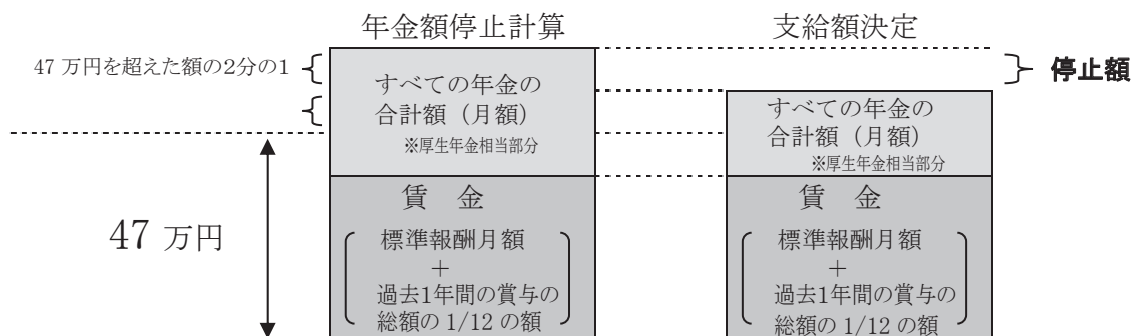 年金額停止計算
支給額決定
47 万円を超えた額の2分の1
停止額
すべての年金の
合計額（月額）
※厚生年金相当部分
すべての年金の
合計額（月額）
※厚生年金相当部分
47 万円
賃　金
標準報酬月額
＋
過去1年間の賞与の
総額の 1/12 の額
賃　金
標準報酬月額
＋
過去1年間の賞与の
総額の 1/12 の額